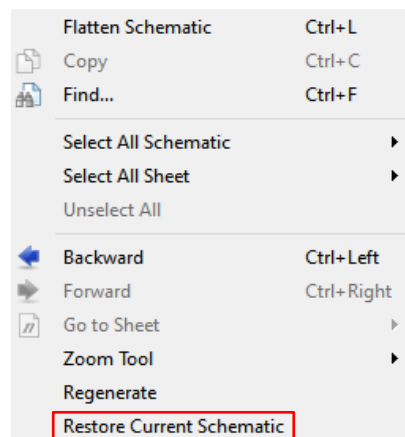 Flatten Schematic Ctrl+L
Copy Ctrl+C
Find... Ctrl+F
Select All Schematic
Select All Sheet
Unselect All
Backward Ctrl+Left
Forward Ctrl+Right
n Go to Sheet
Zoom Tool
Regenerate
Restore Current Schematic